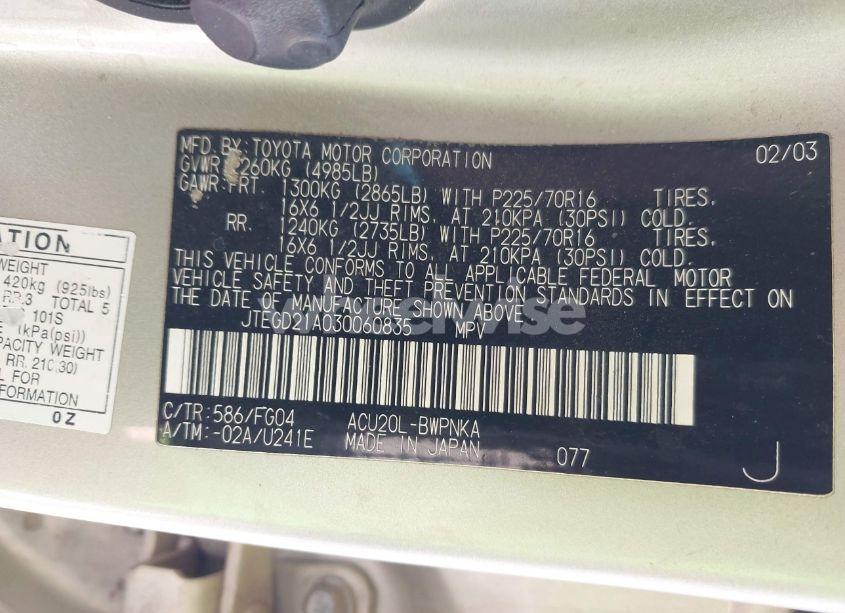 MFD. BY: TOYOTA MOTOR CORPORATION 02/03
GVWR 2260KG (4985LB)
GAWR: FRT. 1300KG (2865LB) WITH P225/70R16 TIRES.
16X6 1/2JJ RIMS. AT 210KPA (30PSI) COLD.
RR. 1240KG (2735LB) WITH P225/70R16 TIRES.
16X6 1/2JJ RIMS. AT 210KPA (30PSI) COLD.
THIS VEHICLE CONFORMS TO ALL APPLICABLE FEDERAL MOTOR
VEHICLE SAFETY AND THEFT PREVENTION STANDARDS IN EFFECT ON
THE DATE OF MANUFACTURE SHOWN ABOVE.
JTEGD21A030060835 MPV
C/TR: 586/FG04 ACU20L-BWPNKA
A/TM: -02A/U241E MADE IN JAPAN 077 J
ATION
WEIGHT
420kg (925lbs)
RR:3 TOTAL 5
101S
(kPa(psi))
APACITY WEIGHT
RR. 210(30)
L FOR
FORMATION
0Z